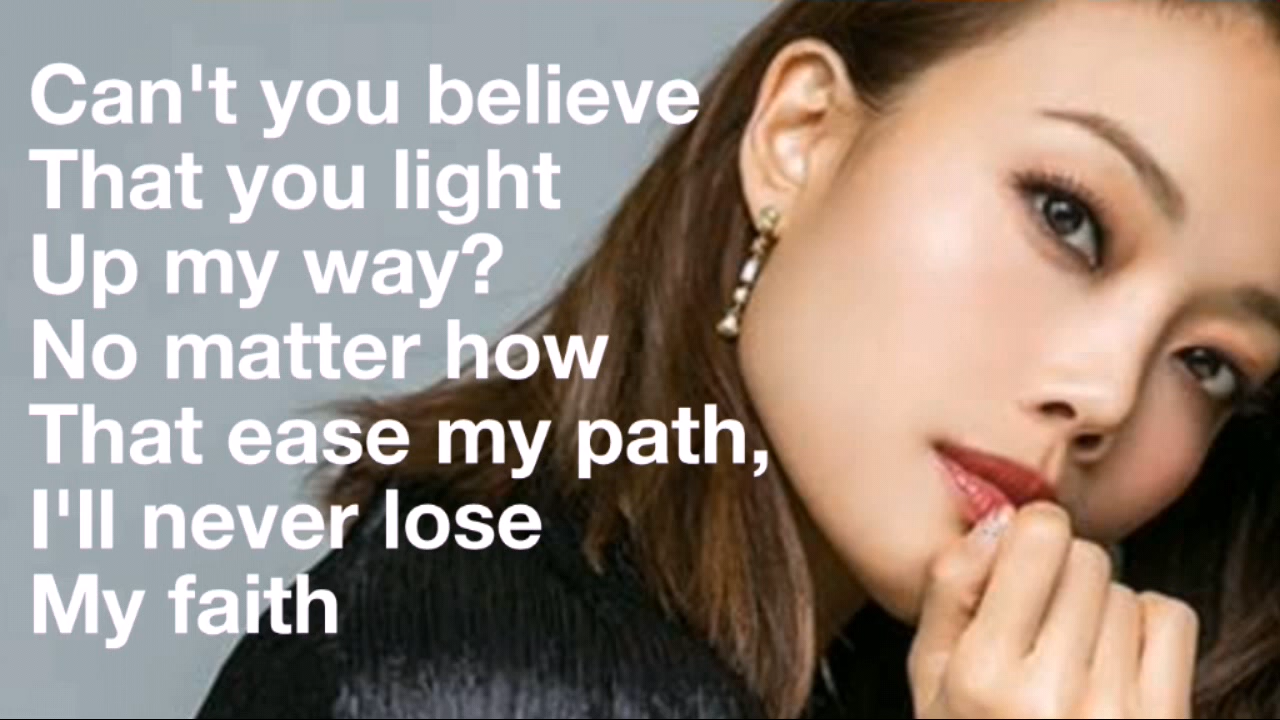 Can't you believe
That you light
Up my way?
No matter how
That ease my path,
I'll never lose
My faith